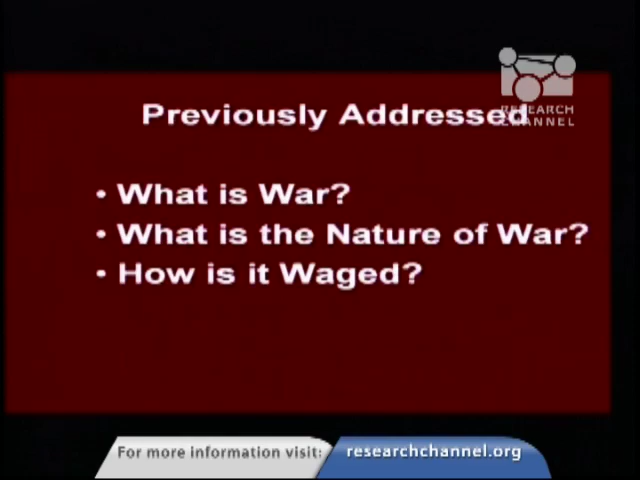 RESEARCH
CHANNEL
Previously Addressed
• What is War?
• What is the Nature of War?
• How is it Waged?
For more information visit: researchchannel.org